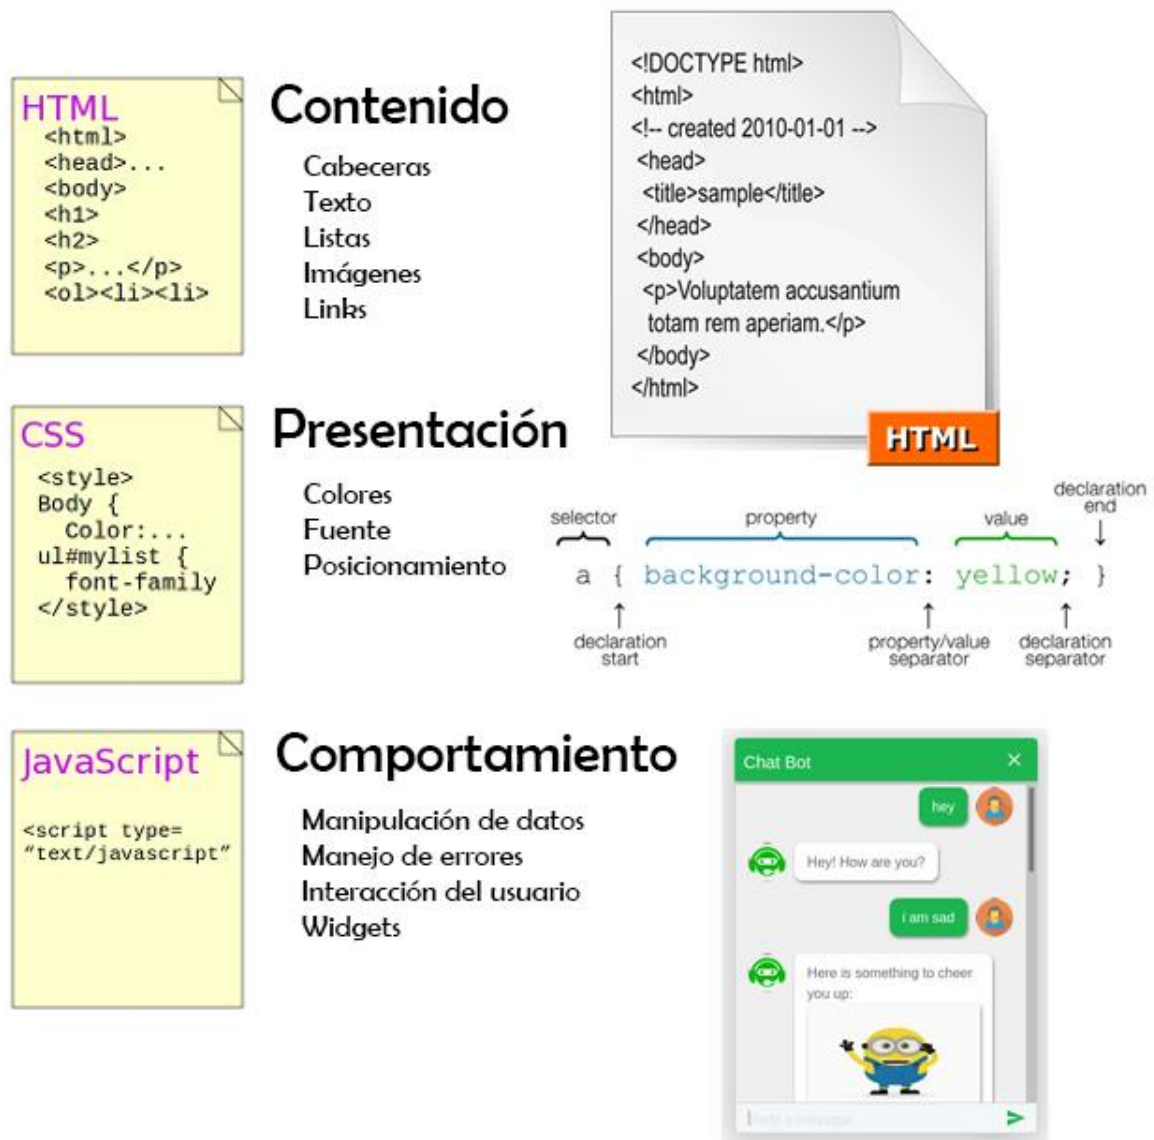 HTML
<html>
<head>...
<body>
<h1>
<h2>
<p>...</p>
<ol><li><li>
Contenido
Cabeceras
Texto
Listas
Imágenes
Links
<!DOCTYPE html>
<html>
<!-- created 2010-01-01 -->
<head>
<title>sample</title>
</head>
<body>
<p>Voluptatem accusantium
totam rem aperiam.</p>
</body>
</html>
HTML
CSS
<style>
Body {
Color:...
ul#mylist {
font-family
</style>
Presentación
Colores
Fuente
Posicionamiento
selector
property
value
declaration
end
a { background-color: yellow; }
declaration
start
property/value
separator
declaration
separator
JavaScript
<script type=
“text/javascript”
Comportamiento
Manipulación de datos
Manejo de errores
Interacción del usuario
Widgets
Chat Bot
hey
Hey! How are you?
i am sad
Here is something to cheer
you up: